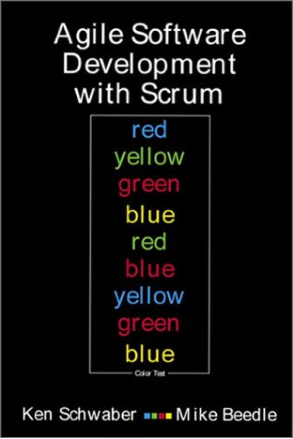 Agile Software
Development
with Scrum
red
yellow
green
blue
red
blue
yellow
green
blue
Color Test
Ken Schwaber Mike Beedle